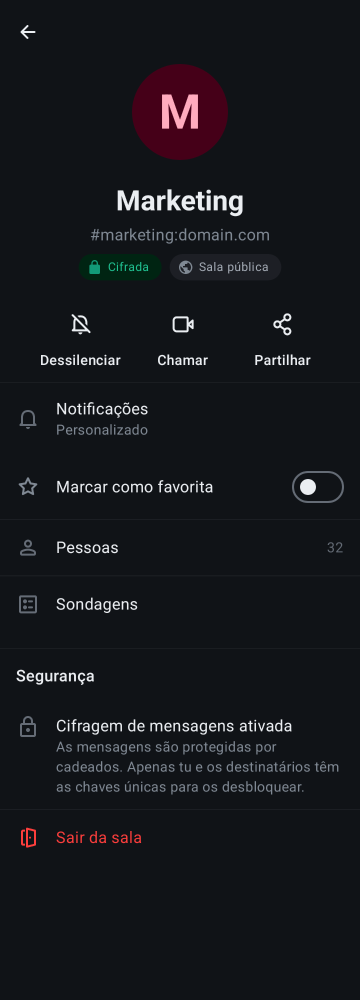 M
Marketing
#marketing:domain.com
Cifrada
Sala pública
Dessilenciar
Chamar
Partilhar
Notificações
Personalizado
Marcar como favorita
Pessoas
32
Sondagens
Segurança
Cifragem de mensagens ativada
As mensagens são protegidas por
cadeados. Apenas tu e os destinatários têm
as chaves únicas para os desbloquear.
Sair da sala